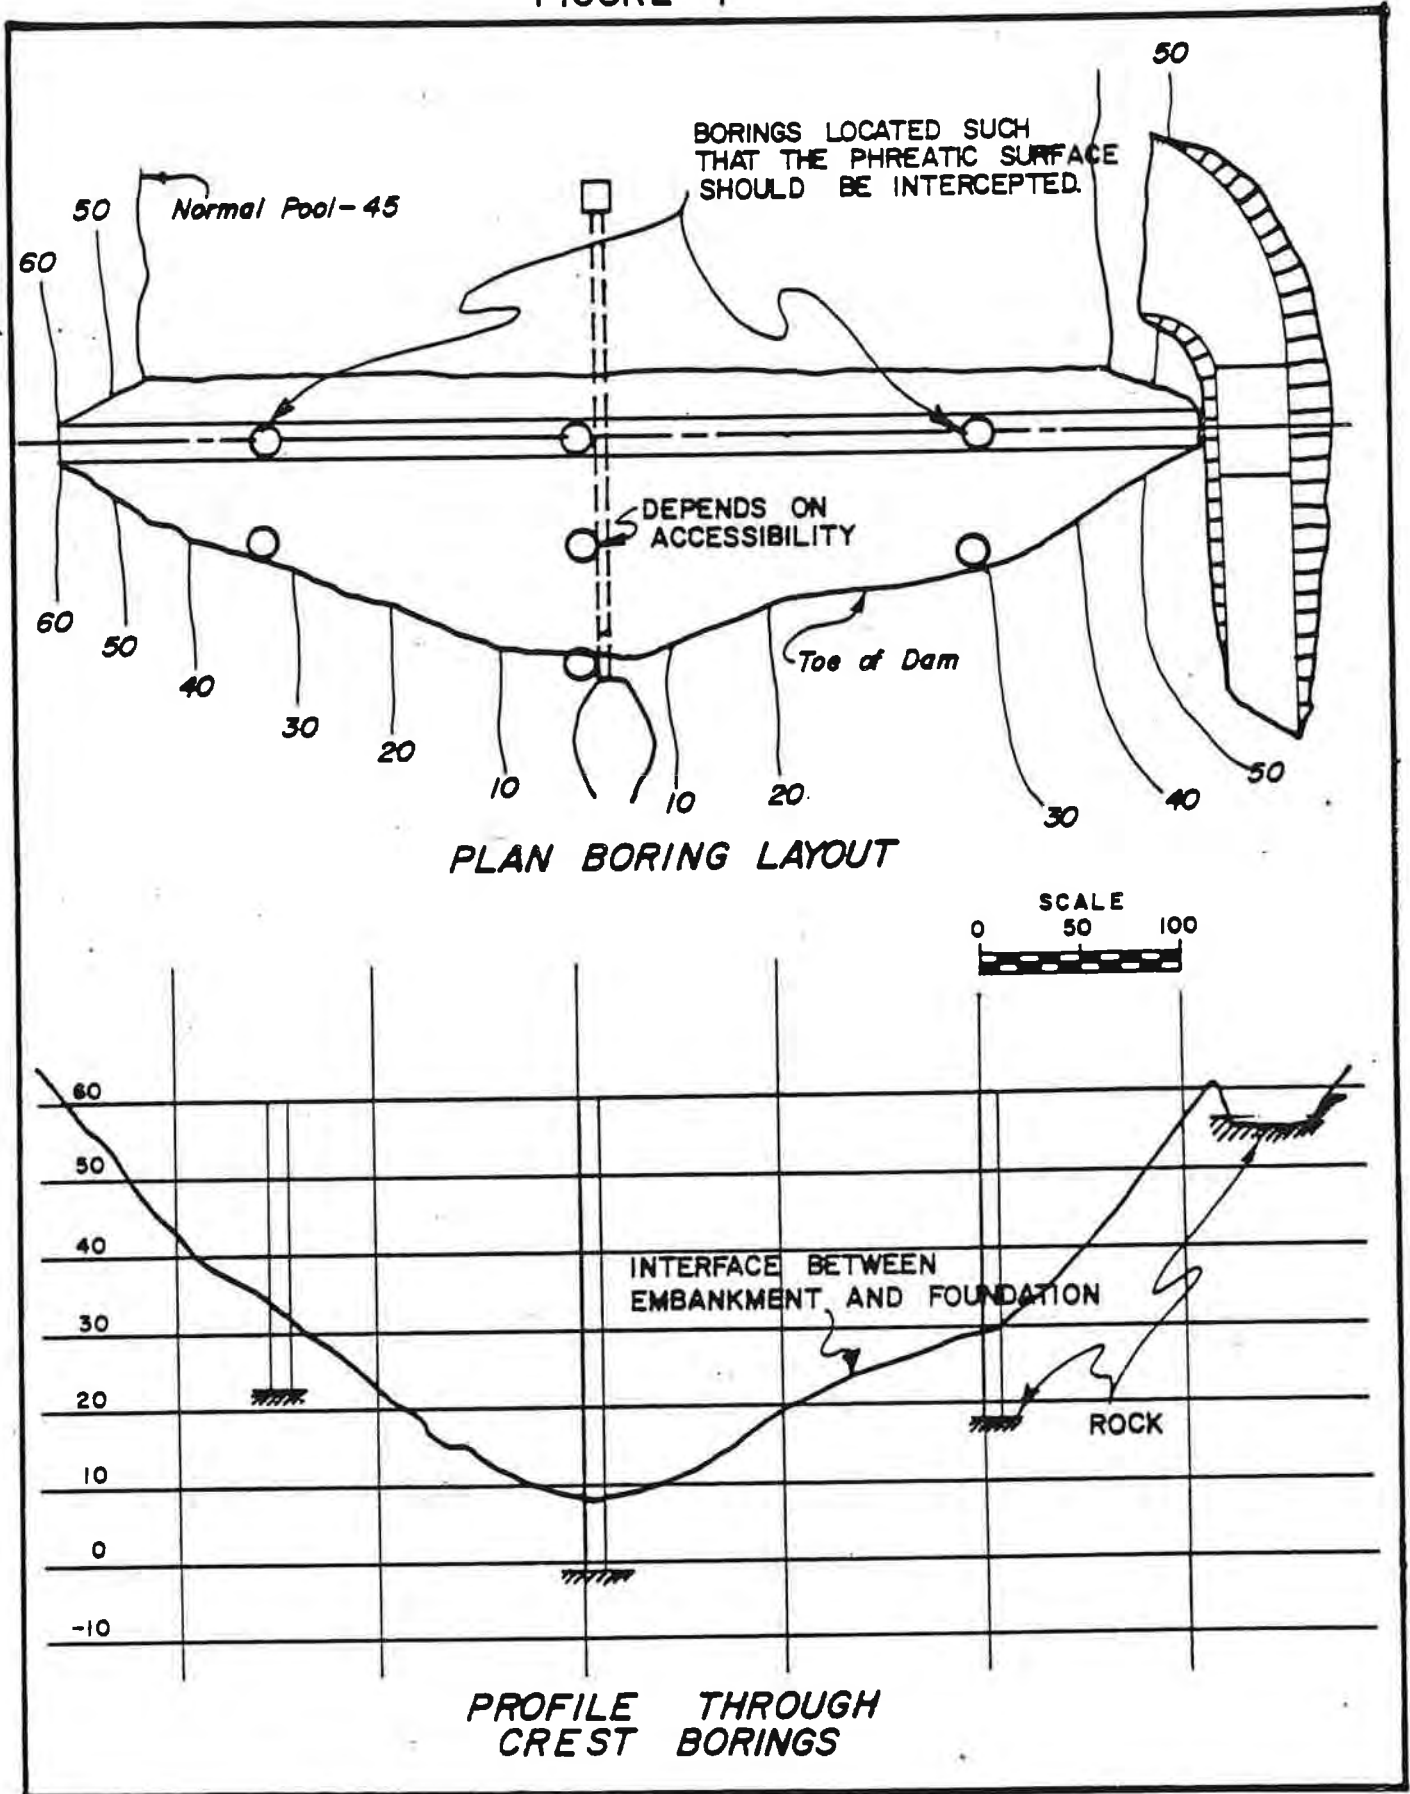 50
BORINGS LOCATED SUCH
THAT THE PHREATIC SURFACE
SHOULD BE INTERCEPTED.
50
Normal Pool-45
60
DEPENDS ON
ACCESSIBILITY
60
50
40
30
20
10
10
20
30
40
50
Toe of Dam
PLAN BORING LAYOUT
SCALE
0 50 100
60
50
40
INTERFACE BETWEEN
EMBANKMENT AND FOUNDATION
30
20
ROCK
10
0
-10
PROFILE THROUGH
CREST BORINGS